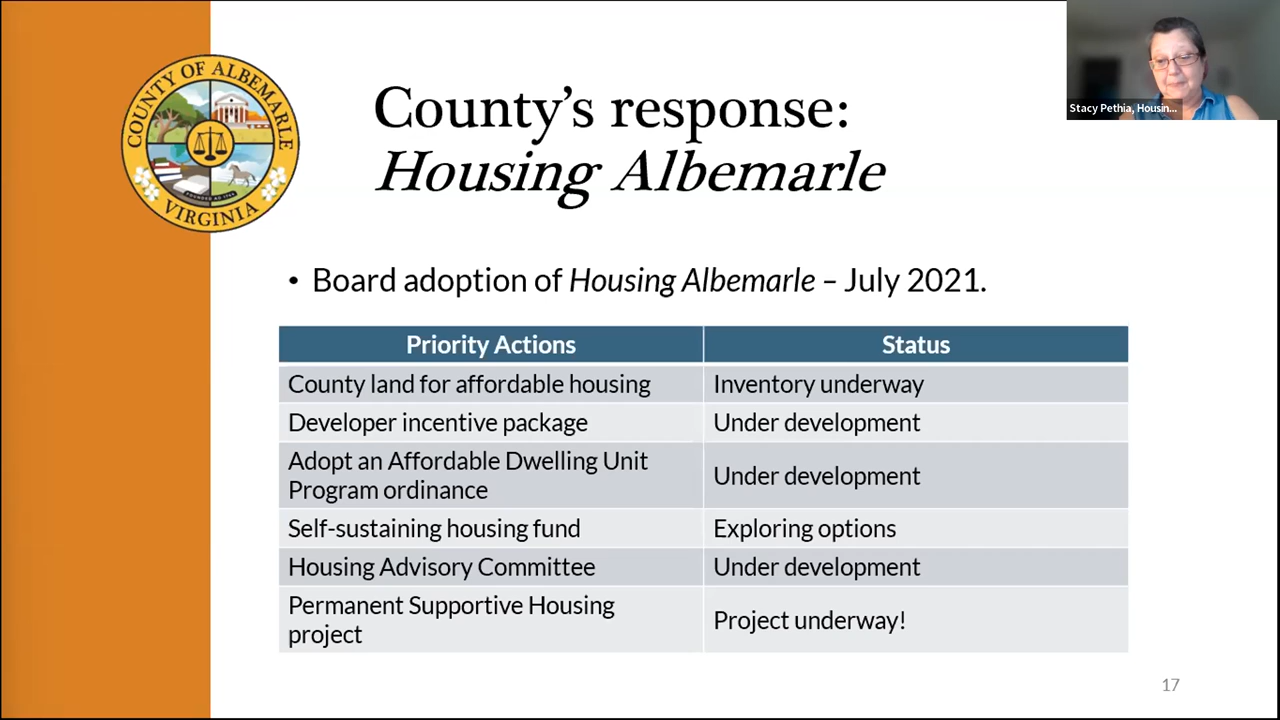 COUNTY OF ALBEMARLE
VIRGINIA
County's response:
Housing Albemarle
Stacy Pethia, Housin...
• Board adoption of Housing Albemarle – July 2021.
Priority Actions Status
County land for affordable housing Inventory underway
Developer incentive package Under development
Adopt an Affordable Dwelling Unit
Program ordinance Under development
Self-sustaining housing fund Exploring options
Housing Advisory Committee Under development
Permanent Supportive Housing
project Project underway!
17